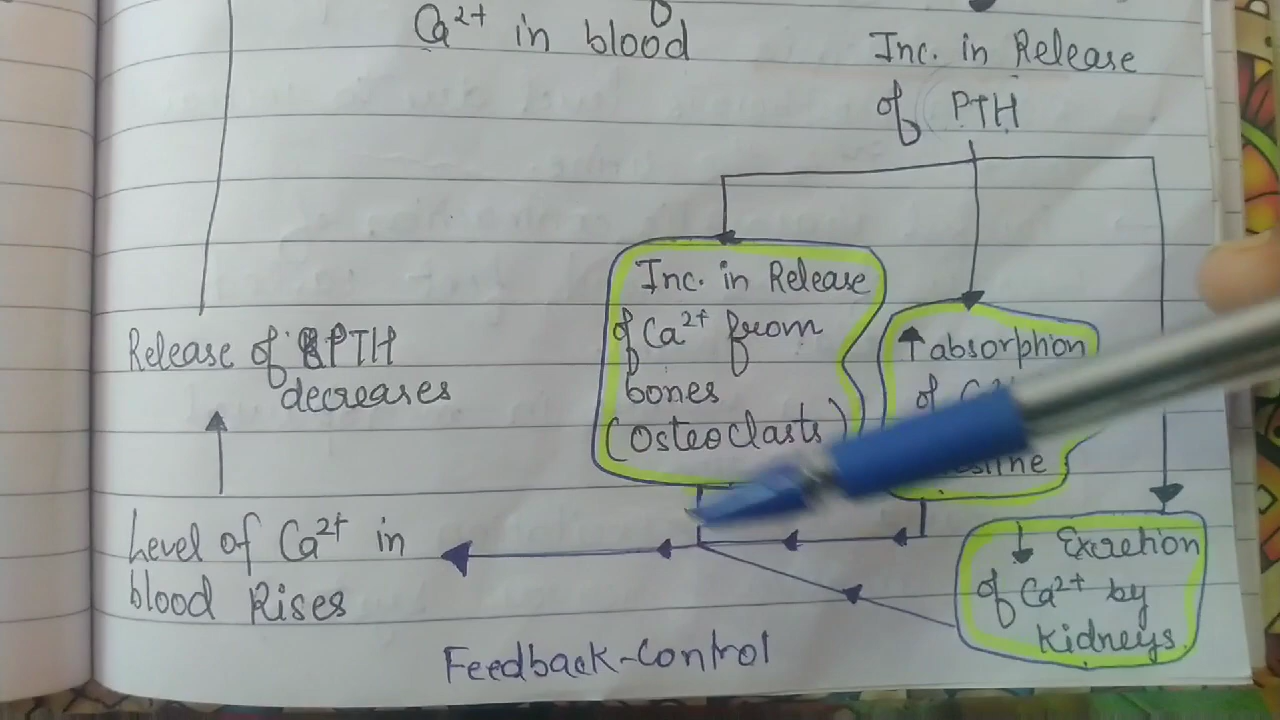 Ca²⁺ in blood
Inc. in Release
of PTH
Inc. in Release
of Ca²⁺ from
bones
(Osteoclasts)
↑ absorption
of
↓ Excretion
of Ca²⁺ by
Kidneys.
Level of Ca²⁺ in
blood Rises
Release of PTH
decreases
Feedback-Control